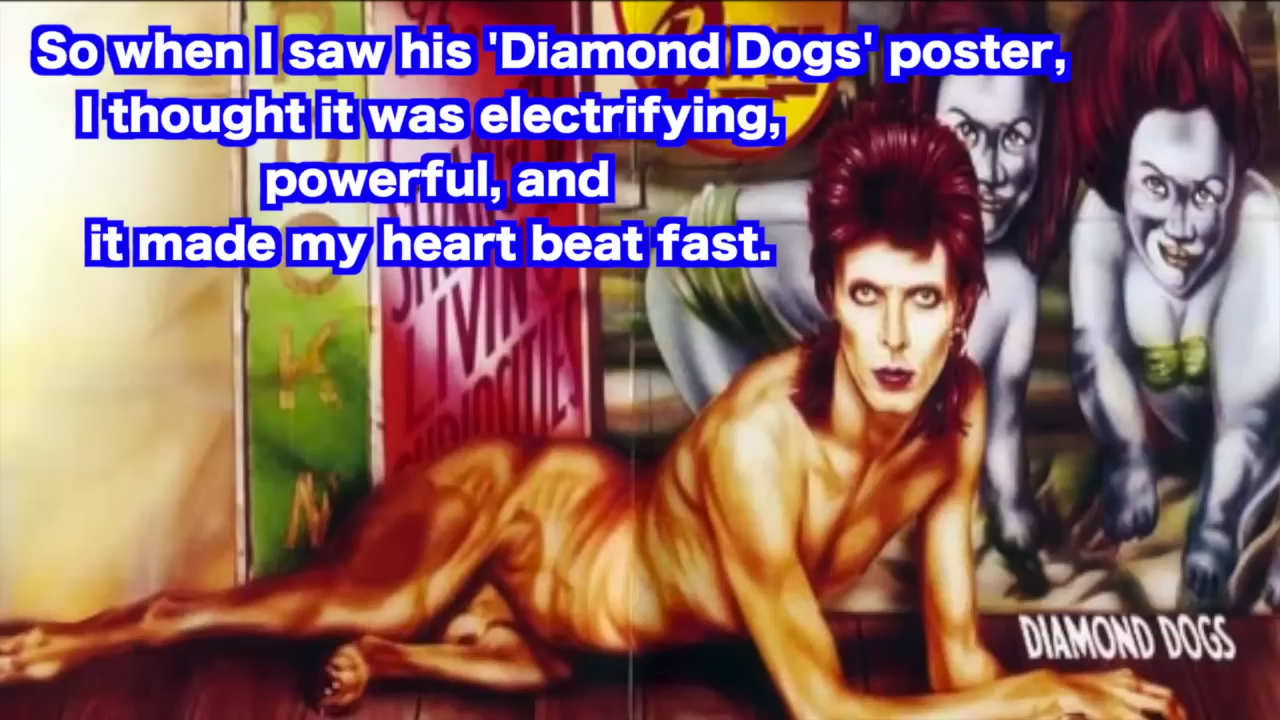 So when I saw his 'Diamond Dogs' poster,
I thought it was electrifying,
powerful, and
it made my heart beat fast.
LIVING
DIAMOND DOGS